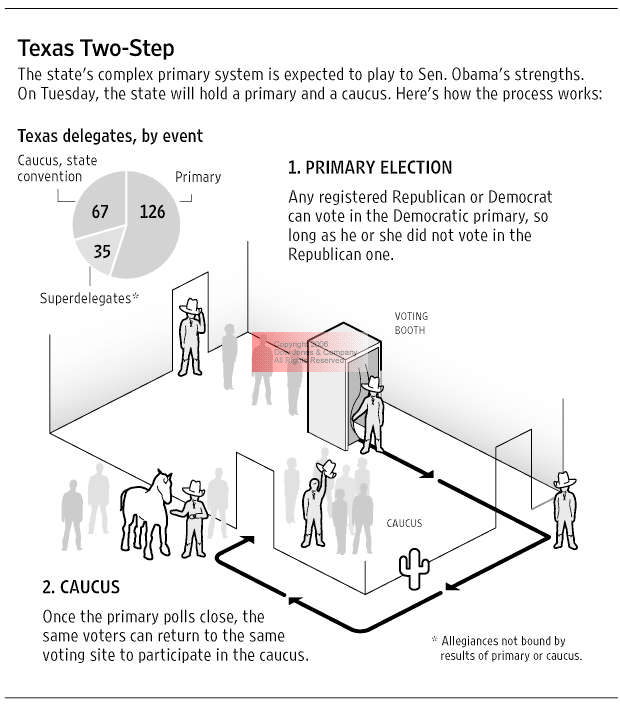 Texas Two-Step
The state's complex primary system is expected to play to Sen. Obama's strengths.
On Tuesday, the state will hold a primary and a caucus. Here's how the process works:
Texas delegates, by event
Caucus, state
convention
Primary
67
126
35
Superdelegates*
1. PRIMARY ELECTION
Any registered Republican or Democrat
can vote in the Democratic primary, so
long as he or she did not vote in the
Republican one.
VOTING
BOOTH
Copyright 2006
Dow Jones & Company
All Rights Reserved
CAUCUS
2. CAUCUS
Once the primary polls close, the
same voters can return to the same
voting site to participate in the caucus.
* Allegiances not bound by
results of primary or caucus.